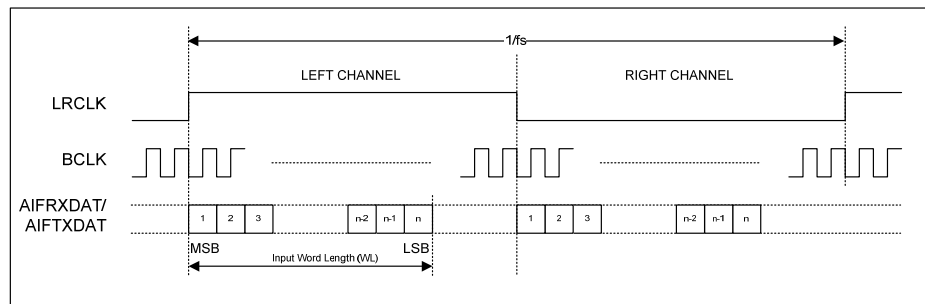 1/fs
LEFT CHANNEL RIGHT CHANNEL
LRCLK
BCLK
AIFRXDAT/
AIFTXDAT
1 2 3 n-2 n-1 n 1 2 3 n-2 n-1 n
MSB LSB
Input Word Length (WL)